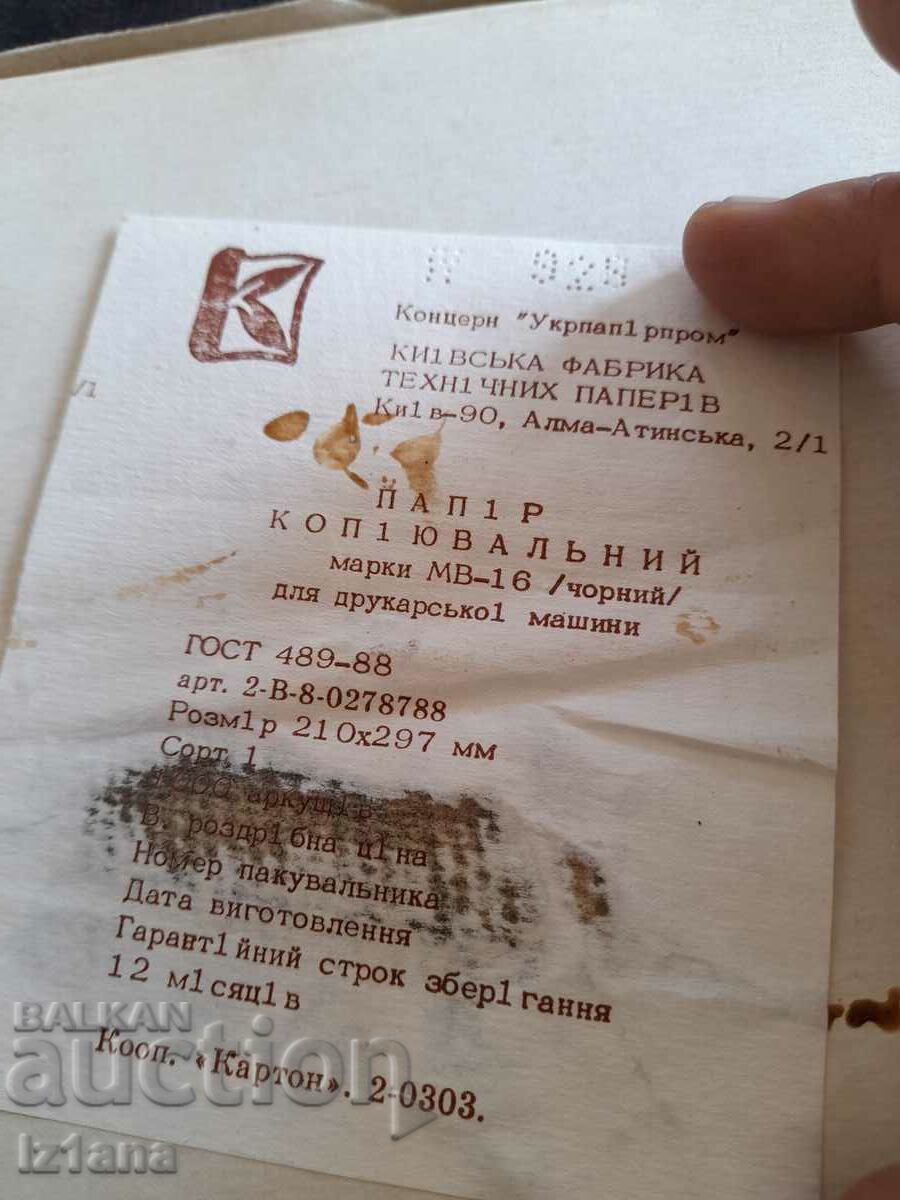 К
928
Концерн "Укрпап1рпром"
КИ1ВСЬКА ФАБРИКА
ТЕХН1ЧНИХ ПАПЕР1В
Ки1в-90, Алма-Атинська, 2/1
ПАП1Р
КОП1ЮВАЛЬНИЙ
марки МВ-16 /чорний/
для друкарсько1 машини
ГОСТ 489-88
арт. 2-В-8-0278788
Розм1р 210х297 мм
Сорт 1
аркуш1в
В. роздр1бна ц1на
Номер пакувальника
Дата виготовлення
Гарант1йний строк збер1гання
12 м1сяц1в
Кооп. «Картон». 2-0303.
BALKAN
auction
Iz1ana